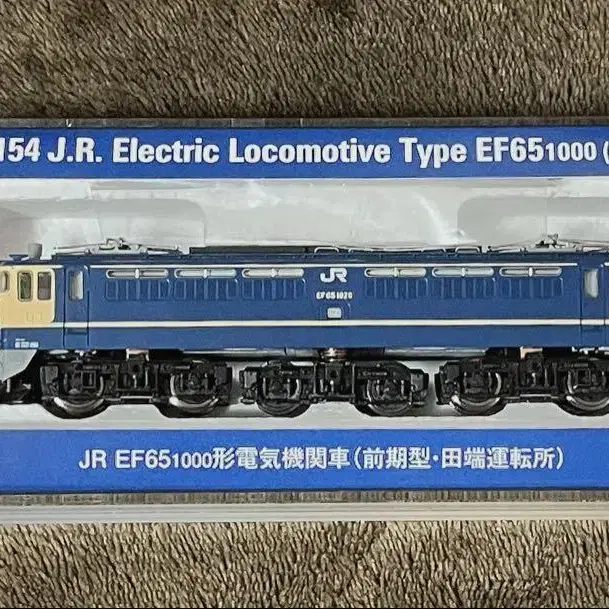 154 J.R. Electric Locomotive Type EF651000 (
JR
EF65 1020
JR EF651000形電気機関車（前期型・田端運転所）